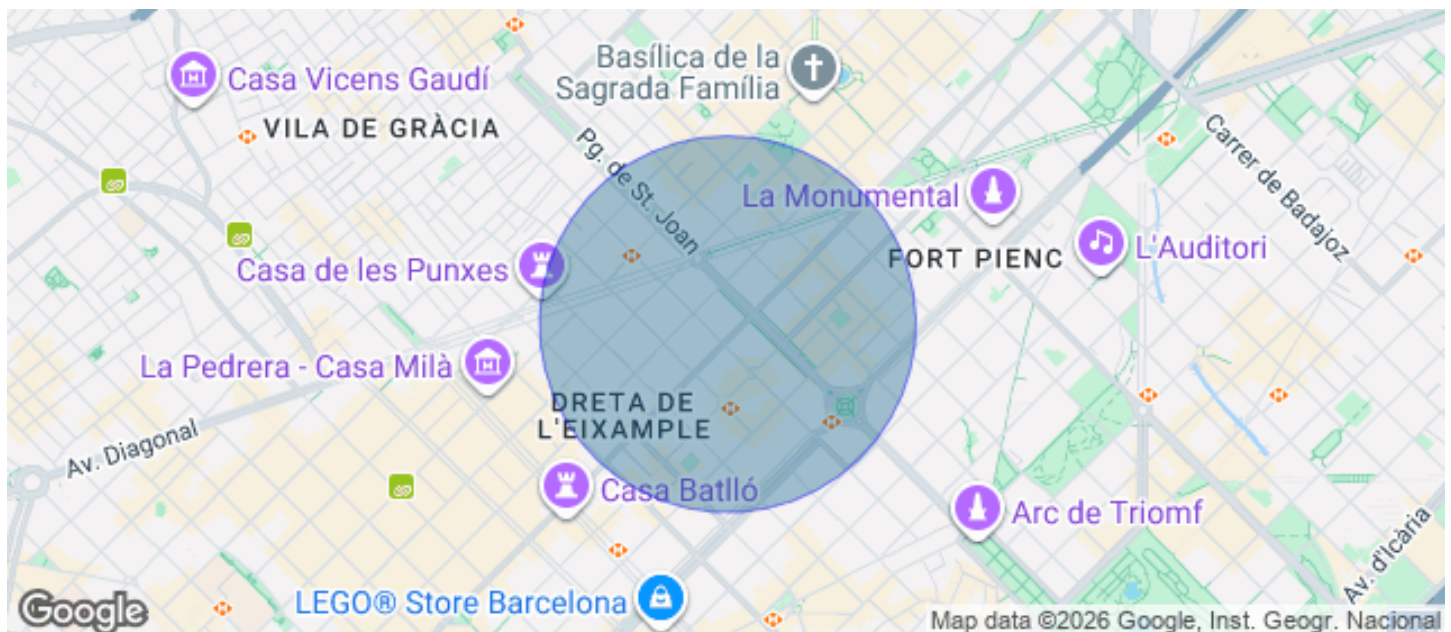 Basílica de la
Sagrada Família
Casa Vicens Gaudí
VILA DE GRÀCIA
Carrer de Badajoz
Pg. de St. Joan
La Monumental
FORT PIENC
L'Auditori
Casa de les Punxes
La Pedrera - Casa Milà
DRETA DE
L'EIXAMPLE
Av. Diagonal
Casa Batlló
Arc de Triomf
Av. d'Icària
LEGO® Store Barcelona
Google
Map data ©2026 Google, Inst. Geogr. Nacional